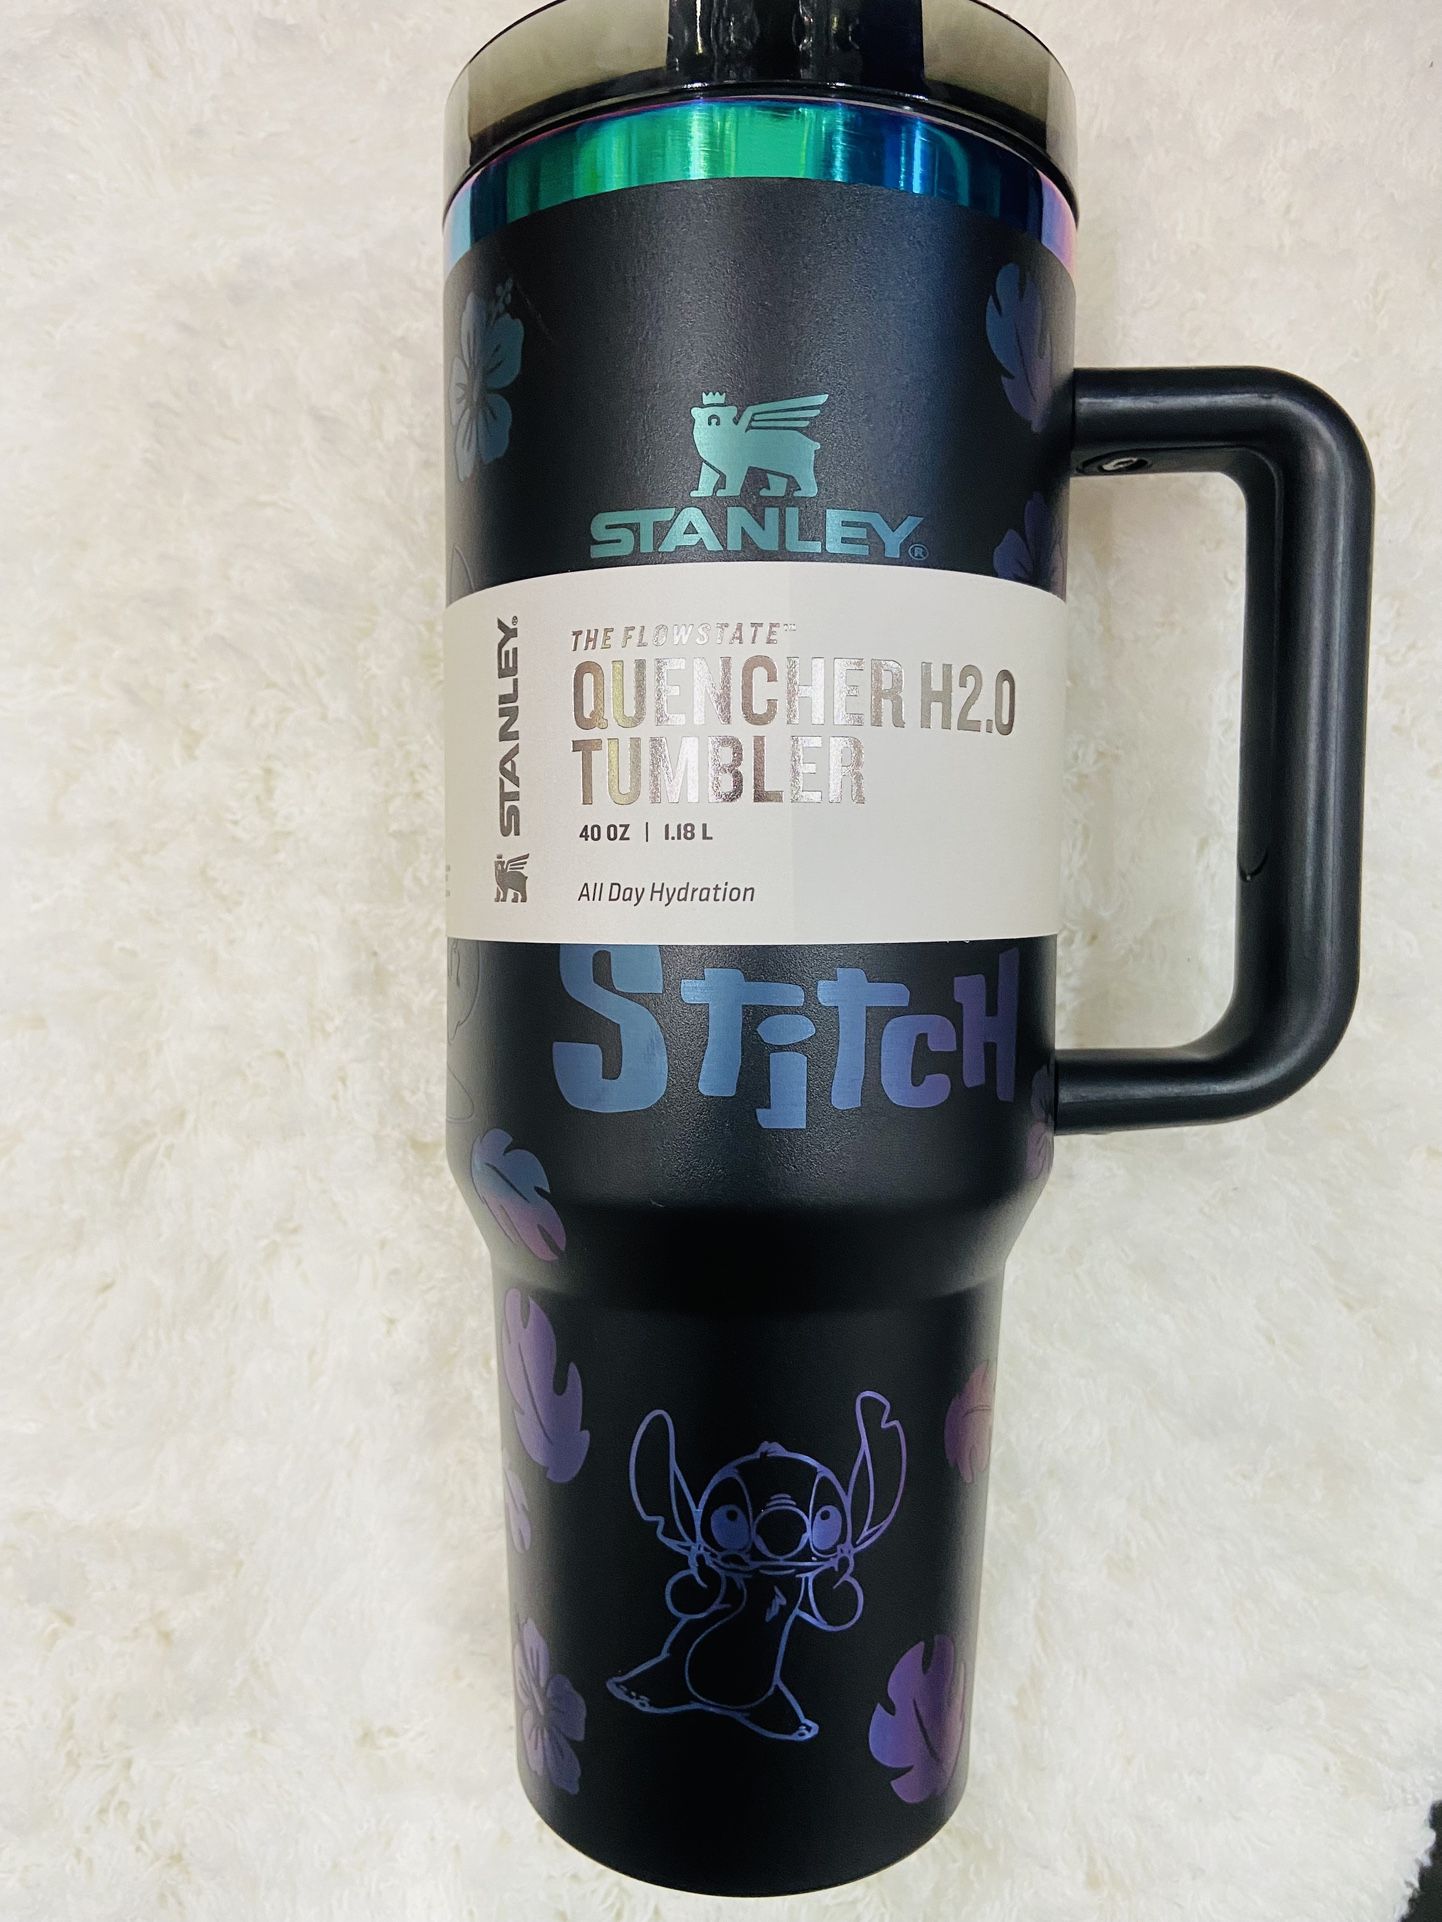 STANLEY®
STANLEY®
THE FLOWSTATE™
QUENCHER H2.0
TUMBLER
40 OZ | 1.18 L
All Day Hydration
StitcH